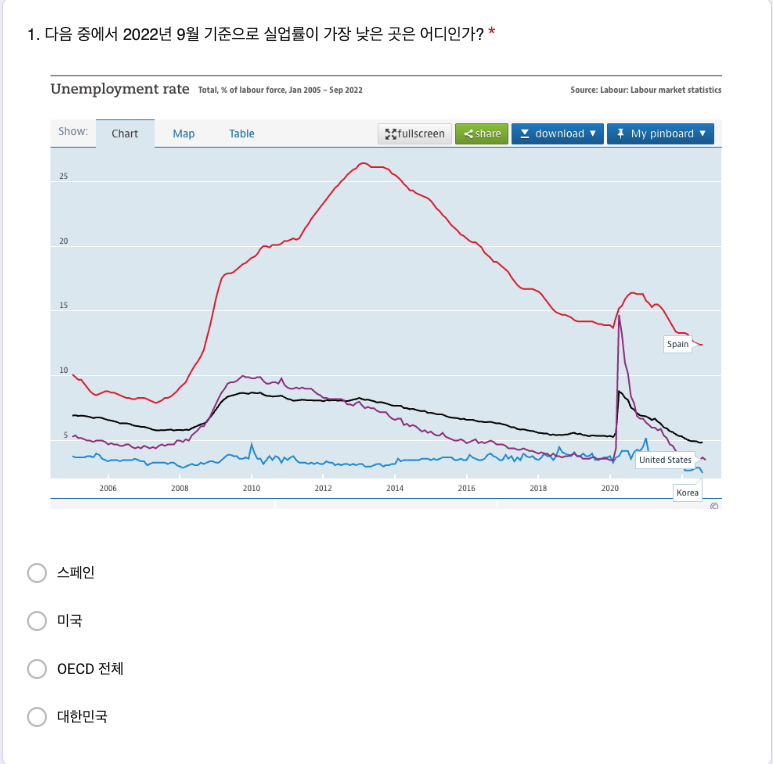 1. 다음 중에서 2022년 9월 기준으로 실업률이 가장 낮은 곳은 어디인가? *
Unemployment rate Total, % of labour force, Jan 2005 – Sep 2022 Source: Labour: Labour market statistics
Show: Chart Map Table fullscreen share download ▼ My pinboard ▼
25
20
15
10
5
Spain
United States
Korea
2006 2008 2010 2012 2014 2016 2018 2020
©
스페인
미국
OECD 전체
대한민국